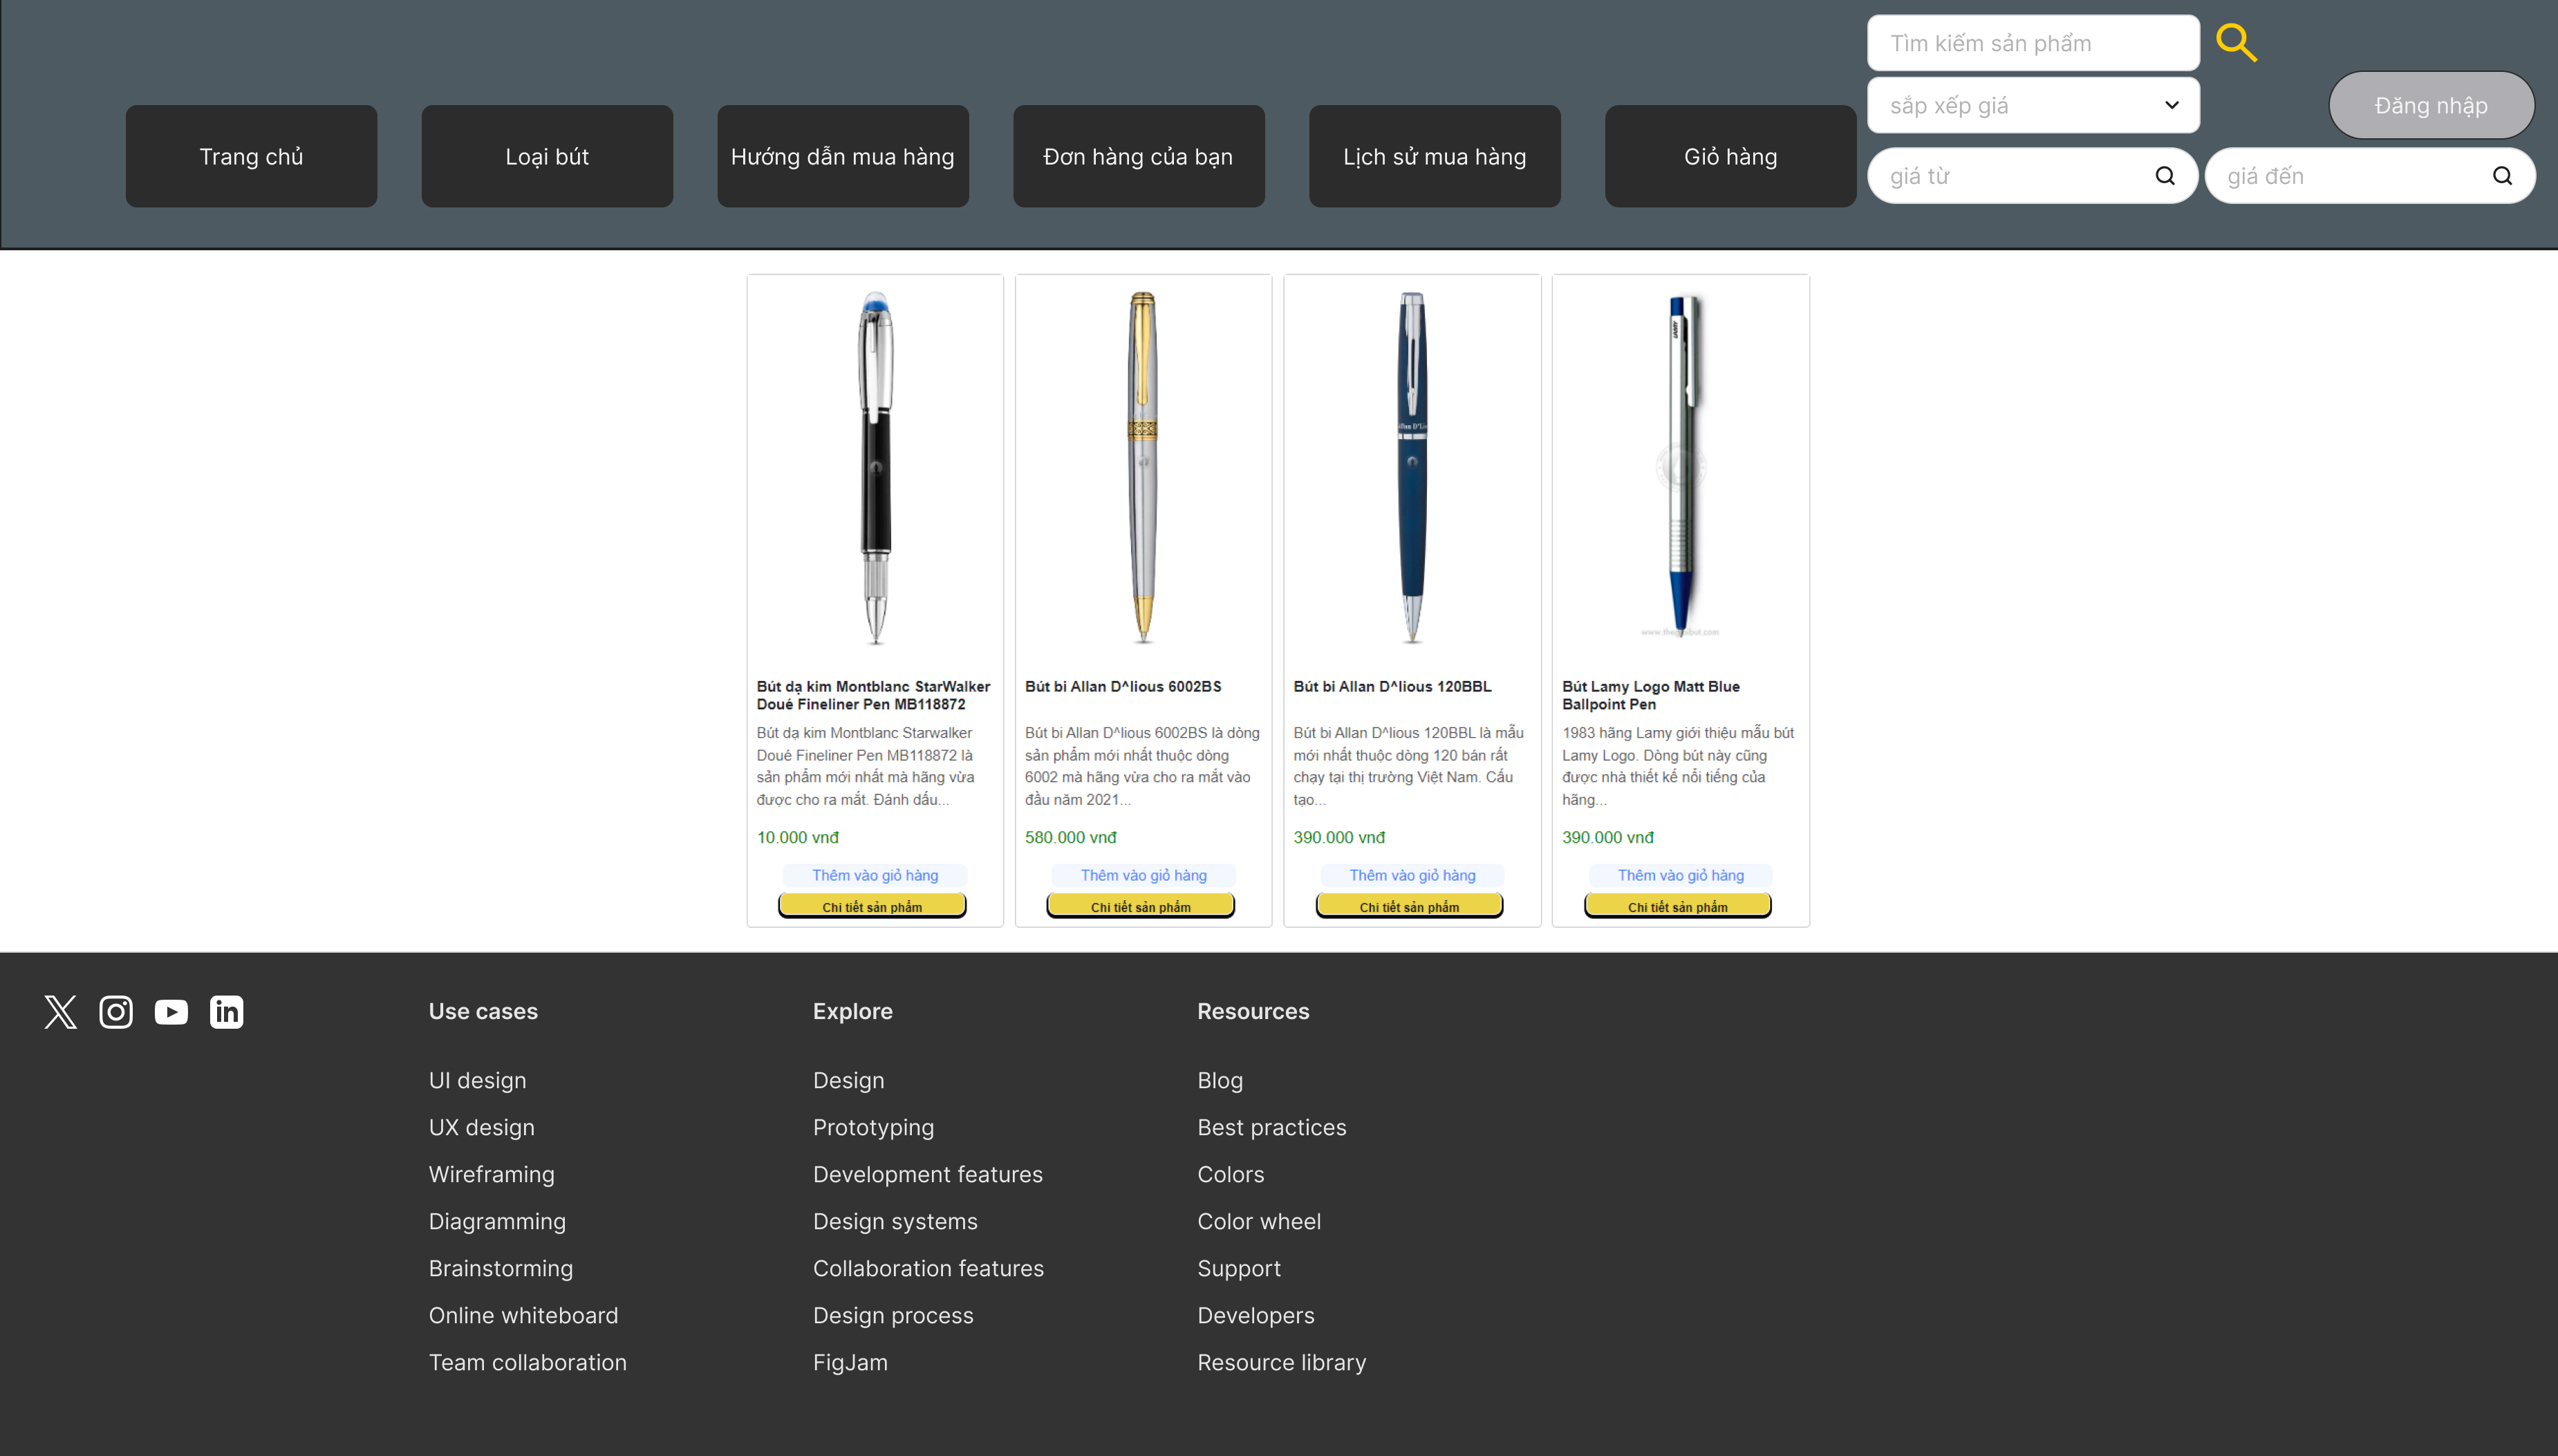 Tìm kiếm sản phẩm
sắp xếp giá
Đăng nhập
Trang chủ
Loại bút
Hướng dẫn mua hàng
Đơn hàng của bạn
Lịch sử mua hàng
Giỏ hàng
giá từ
giá đến
LAMY
Bút dạ kim Montblanc StarWalker
Doué Fineliner Pen MB118872
Bút dạ kim Montblanc Starwalker
Doué Fineliner Pen MB118872 là
sản phẩm mới nhất mà hãng vừa
được cho ra mắt. Đánh dấu...
10.000 vnđ
Thêm vào giỏ hàng
Chi tiết sản phẩm
Bút bi Allan D^lious 6002BS
Bút bi Allan D^lious 6002BS là dòng
sản phẩm mới nhất thuộc dòng
6002 mà hãng vừa cho ra mắt vào
đầu năm 2021...
580.000 vnđ
Thêm vào giỏ hàng
Chi tiết sản phẩm
Bút bi Allan D^lious 120BBL
Bút bi Allan D^lious 120BBL là mẫu
mới nhất thuộc dòng 120 bán rất
chạy tại thị trường Việt Nam. Cấu
tạo...
390.000 vnđ
Thêm vào giỏ hàng
Chi tiết sản phẩm
Bút Lamy Logo Matt Blue
Ballpoint Pen
1983 hãng Lamy giới thiệu mẫu bút
Lamy Logo. Dòng bút này cũng
được nhà thiết kế nổi tiếng của
hãng...
390.000 vnđ
Thêm vào giỏ hàng
Chi tiết sản phẩm
Use cases
UI design
UX design
Wireframing
Diagramming
Brainstorming
Online whiteboard
Team collaboration
Explore
Design
Prototyping
Development features
Design systems
Collaboration features
Design process
FigJam
Resources
Blog
Best practices
Colors
Color wheel
Support
Developers
Resource library